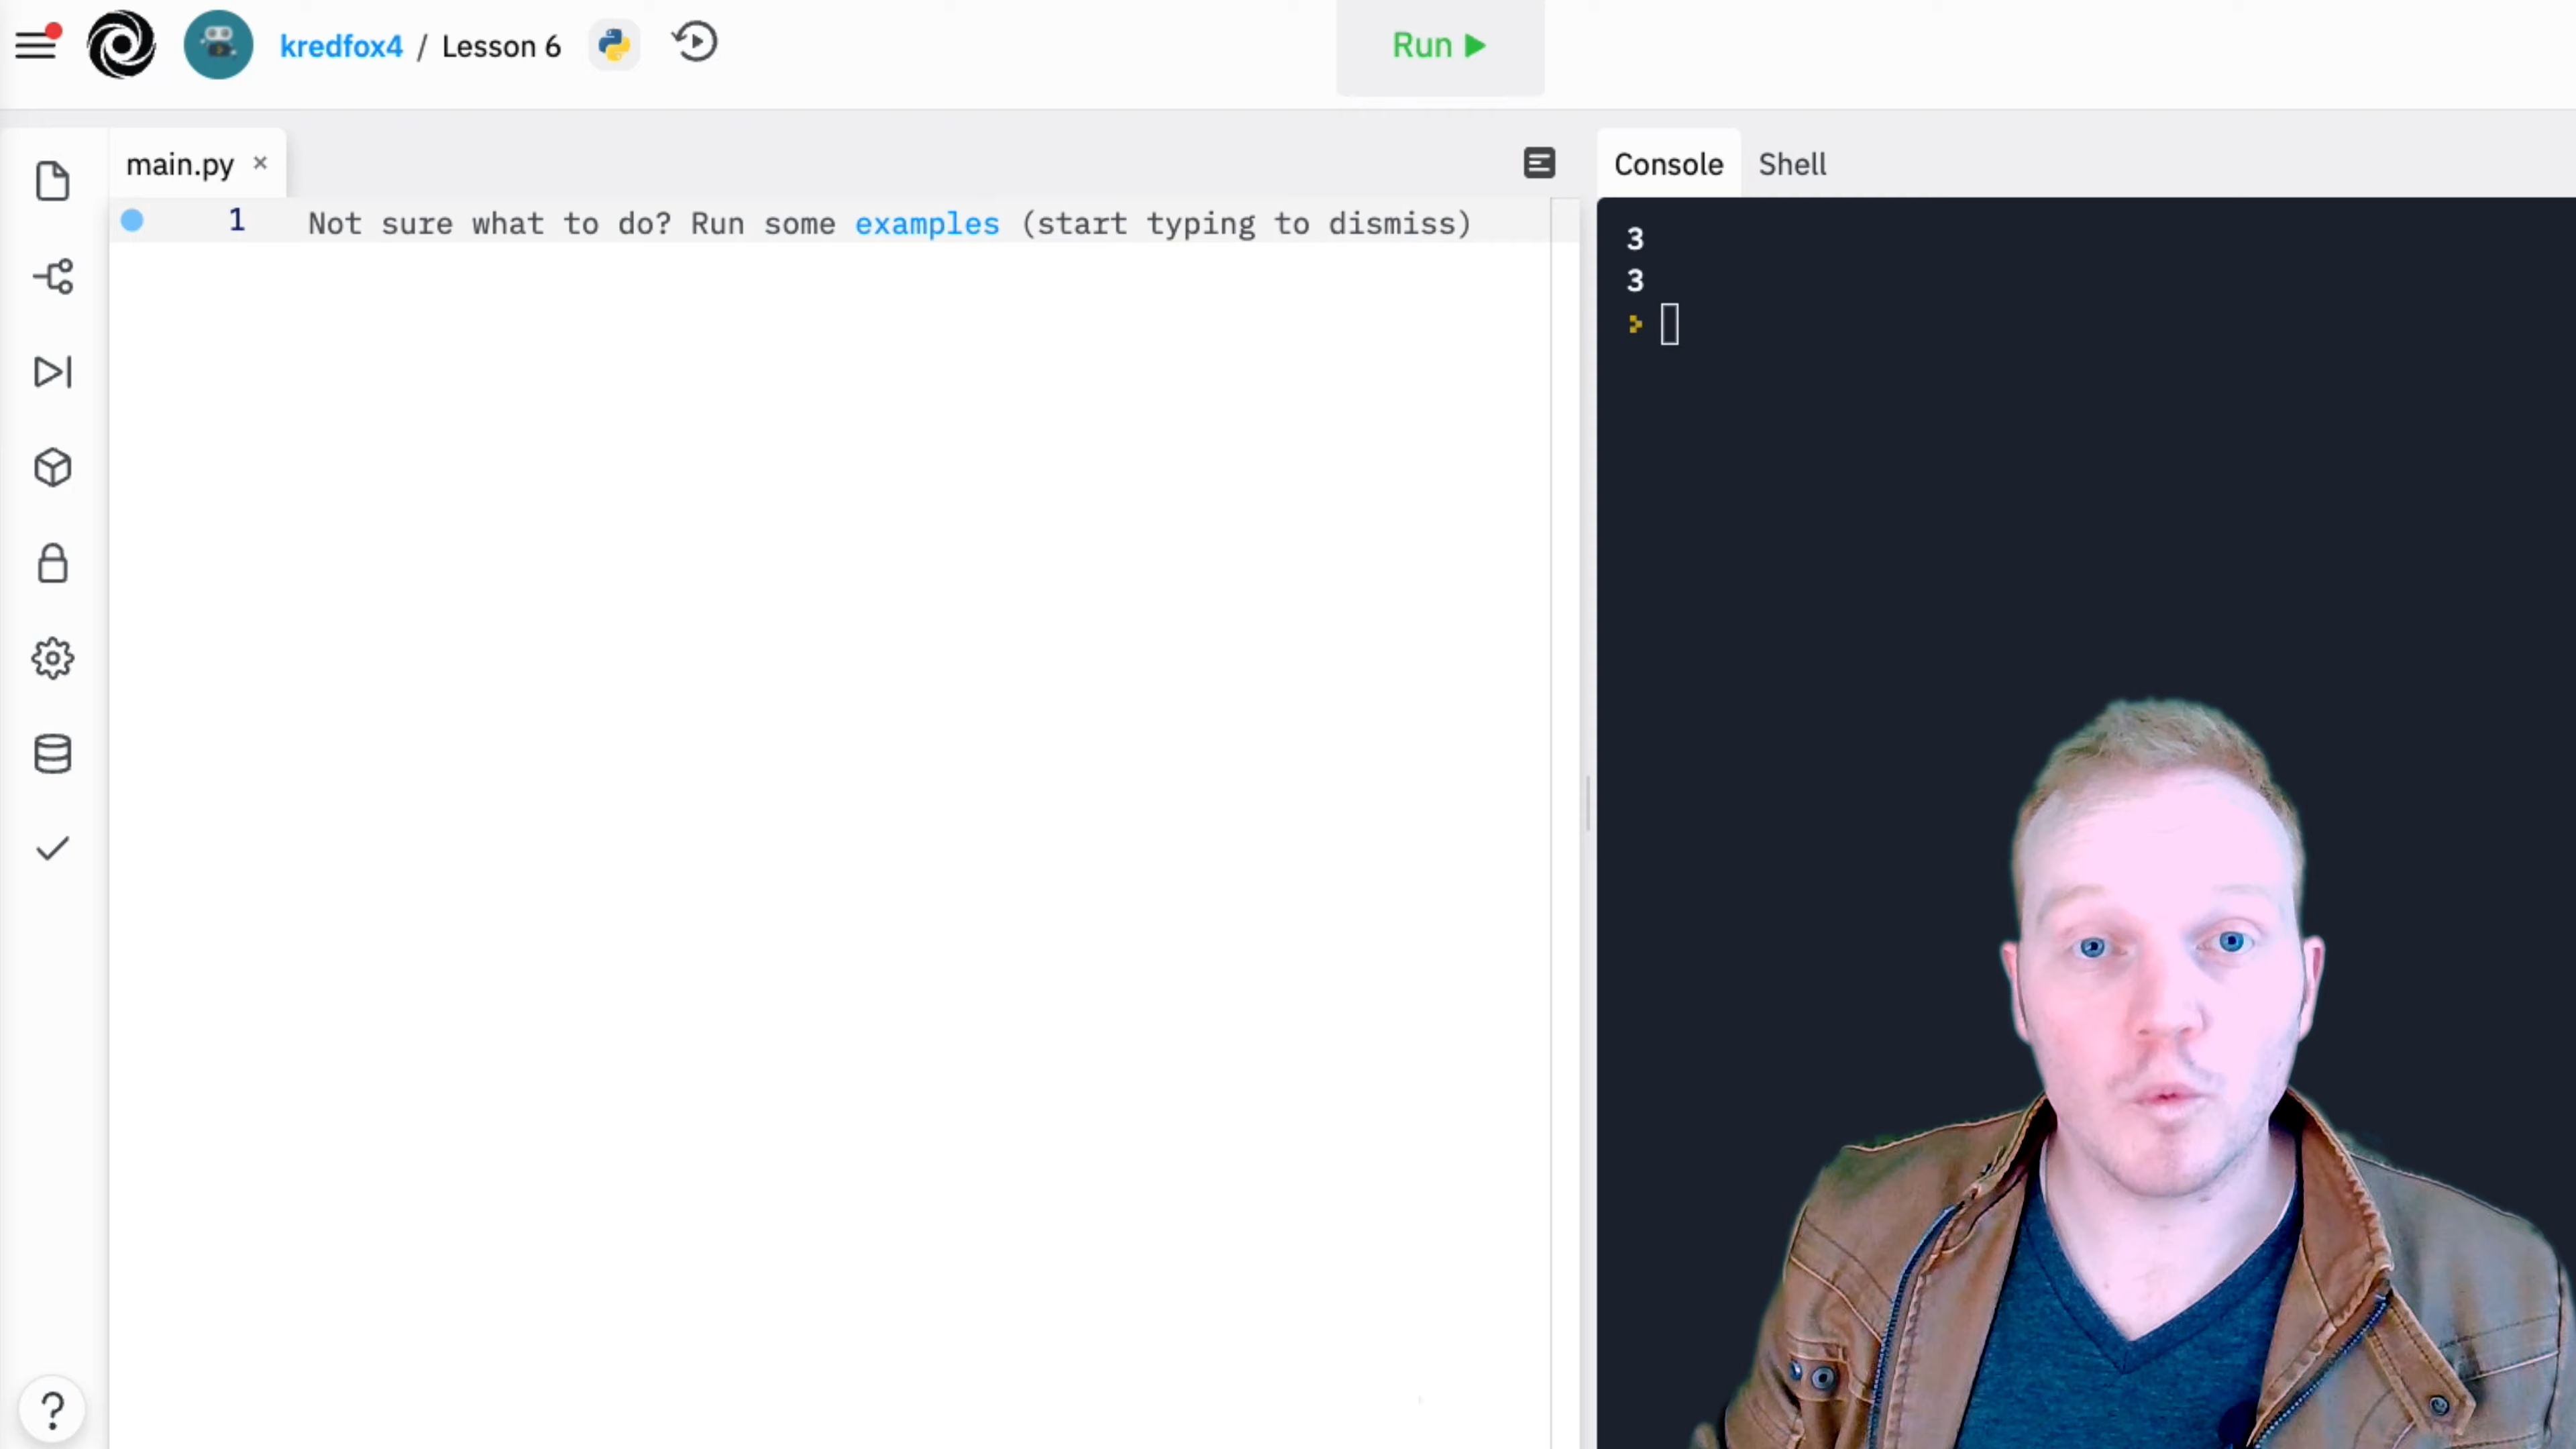 kredfox4 / Lesson 6
Run
main.py ×
Console Shell
1 Not sure what to do? Run some examples (start typing to dismiss)
3
3
>
?